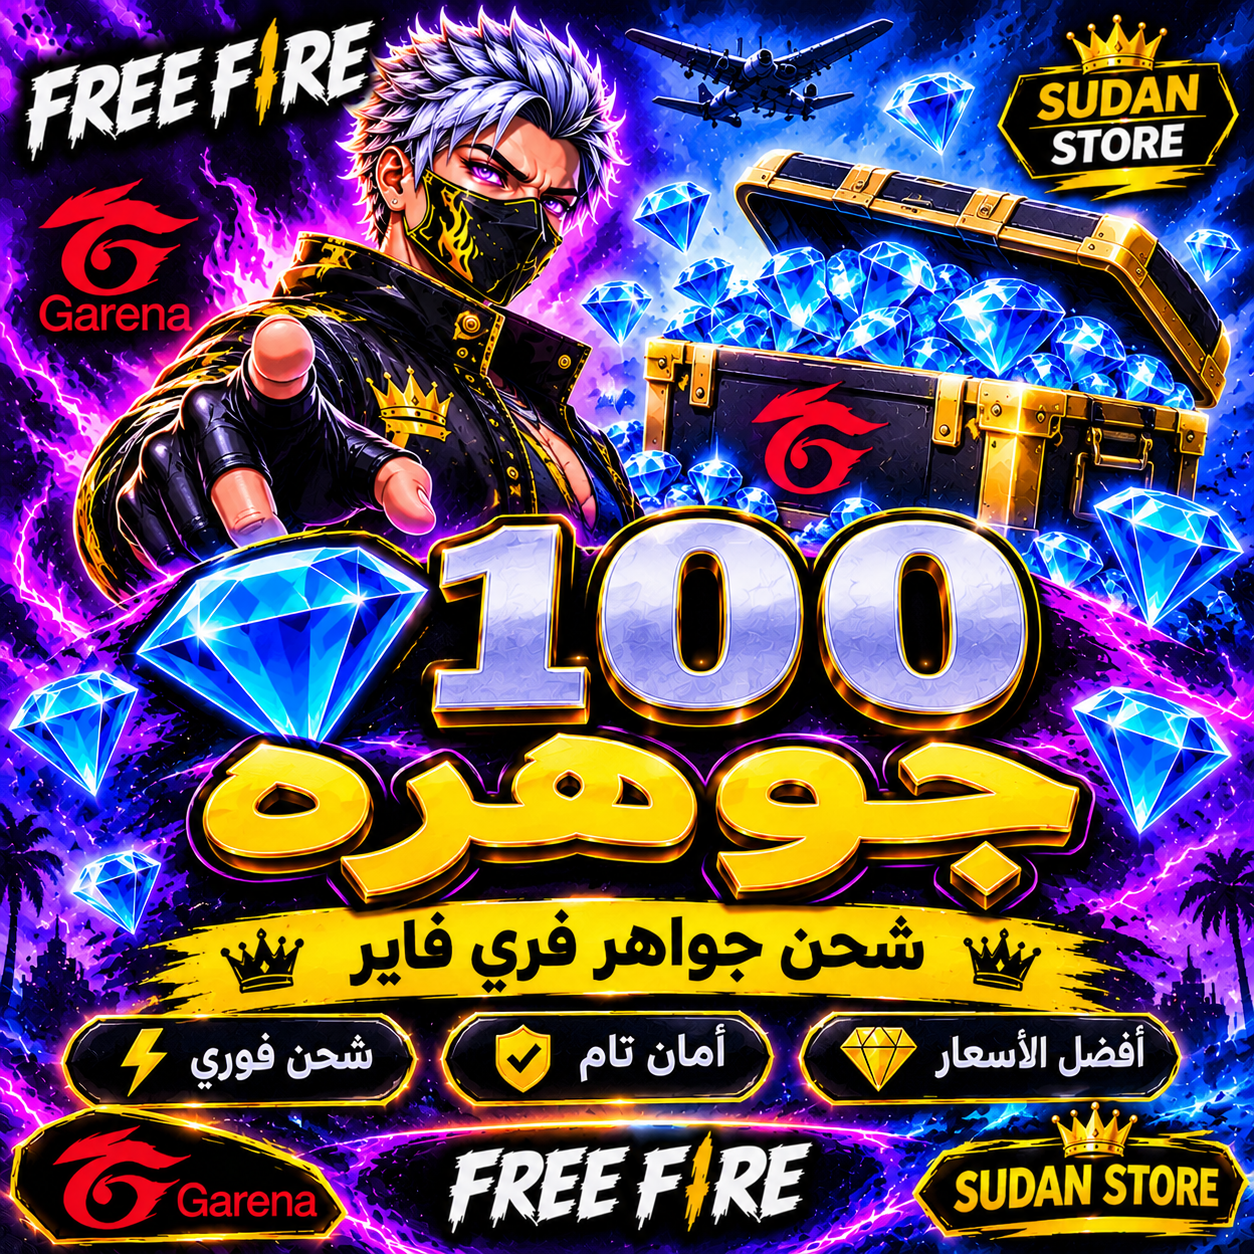 FREE FIRE
SUDAN
STORE
Garena
100
جوهره
شحن جواهر فري فاير
أفضل الأسعار
أمان تام
شحن فوري
Garena
FREE FIRE
SUDAN STORE